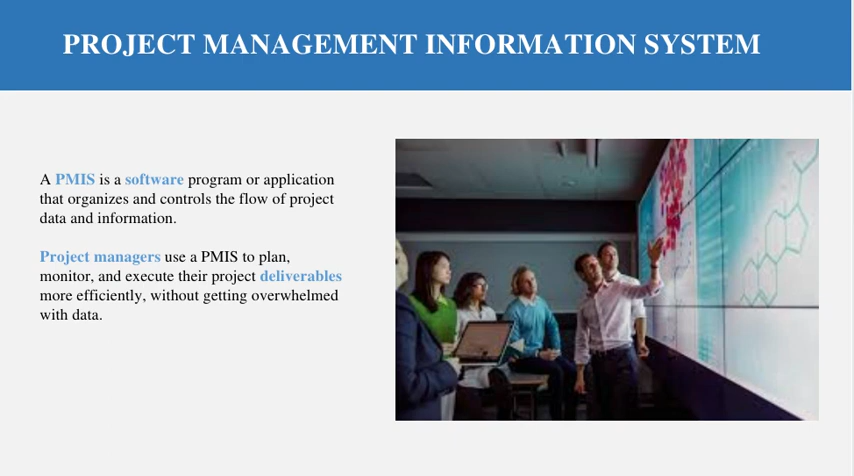 PROJECT MANAGEMENT INFORMATION SYSTEM
A PMIS is a software program or application
that organizes and controls the flow of project
data and information.
Project managers use a PMIS to plan,
monitor, and execute their project deliverables
more efficiently, without getting overwhelmed
with data.